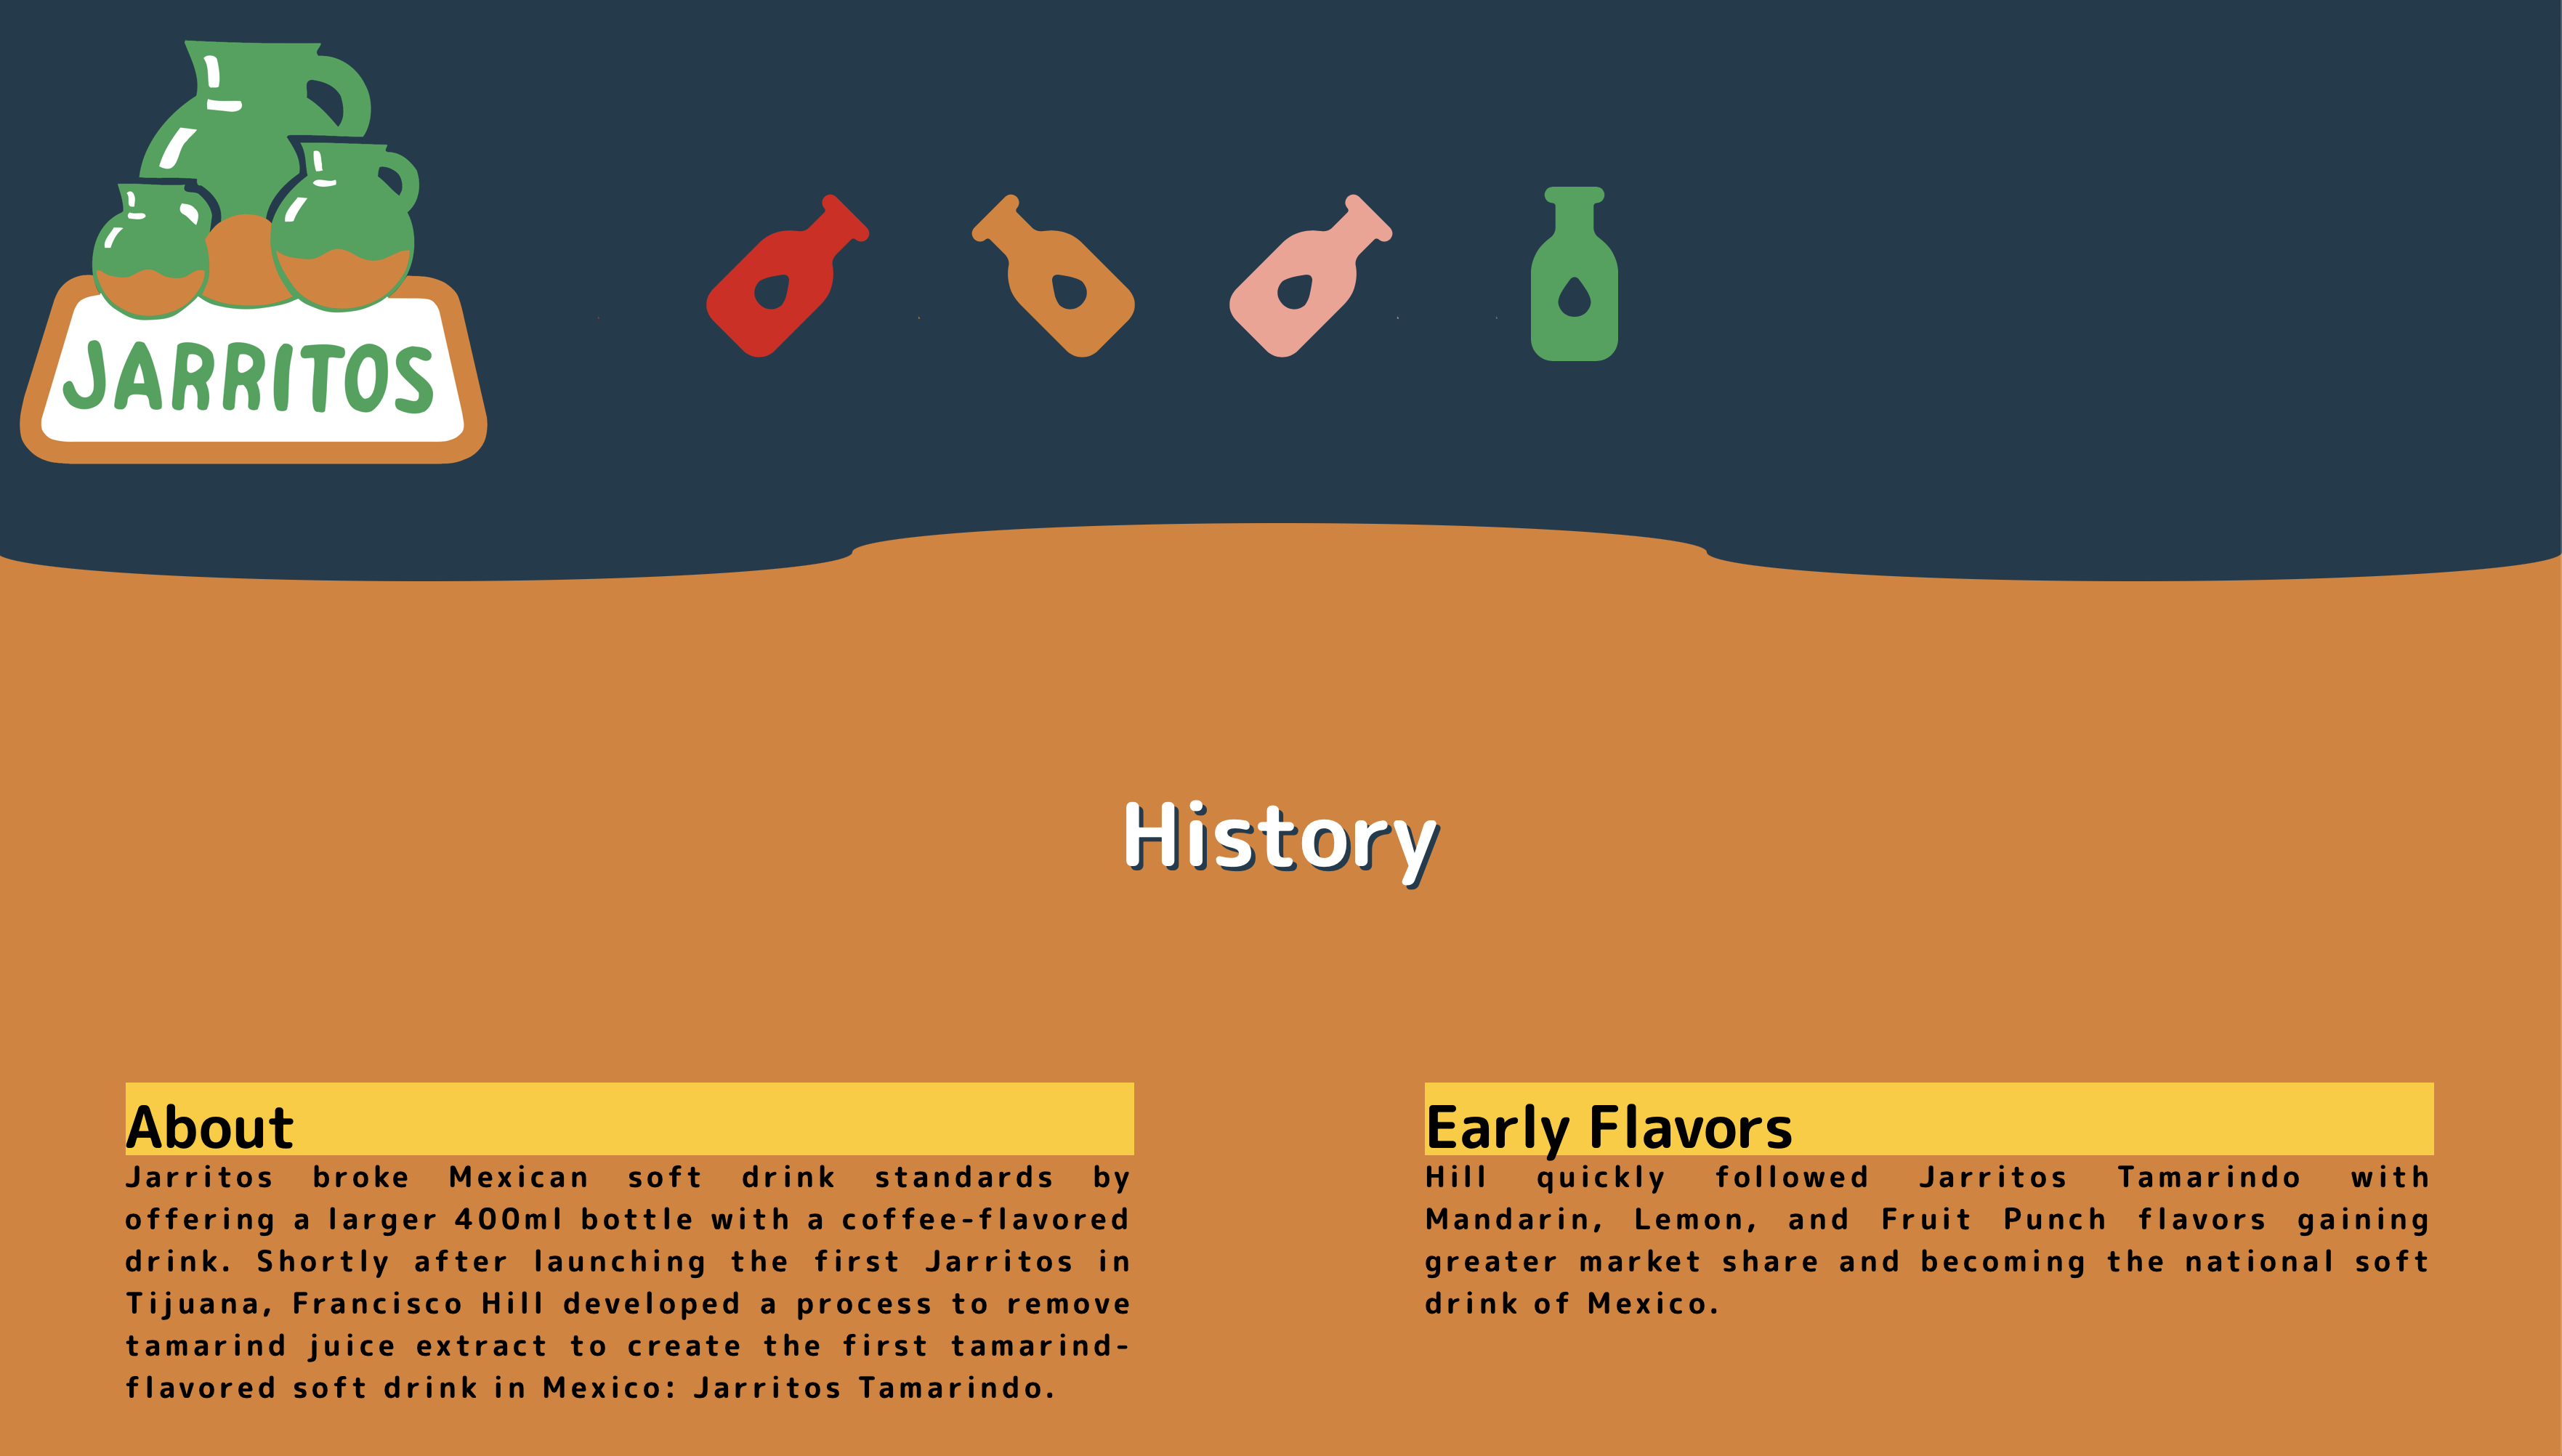 JARRITOS
History
About
Jarritos broke Mexican soft drink standards by
offering a larger 400ml bottle with a coffee-flavored
drink. Shortly after launching the first Jarritos in
Tijuana, Francisco Hill developed a process to remove
tamarind juice extract to create the first tamarind-
flavored soft drink in Mexico: Jarritos Tamarindo.
Early Flavors
Hill quickly followed Jarritos Tamarindo with
Mandarin, Lemon, and Fruit Punch flavors gaining
greater market share and becoming the national soft
drink of Mexico.